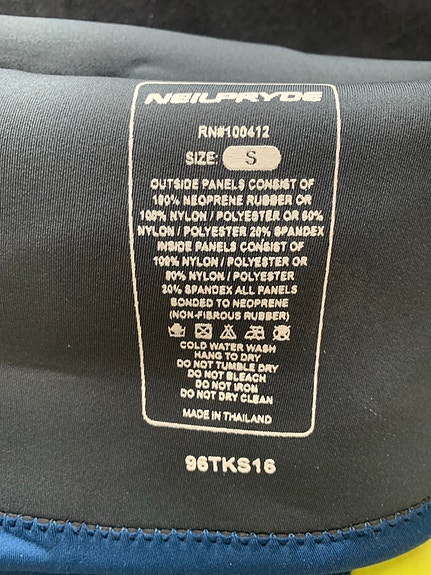 NEILPRYDE
RN#100412
SIZE: S
OUTSIDE PANELS CONSIST OF
100% NEOPRENE RUBBER OR
100% NYLON / POLYESTER OR 80%
NYLON / POLYESTER 20% SPANDEX
INSIDE PANELS CONSIST OF
100% NYLON / POLYESTER OR
80% NYLON / POLYESTER
20% SPANDEX ALL PANELS
BONDED TO NEOPRENE
(NON-FIBROUS RUBBER)
COLD WATER WASH
HANG TO DRY
DO NOT TUMBLE DRY
DO NOT BLEACH
DO NOT IRON
DO NOT DRY CLEAN
MADE IN THAILAND
96TKS16